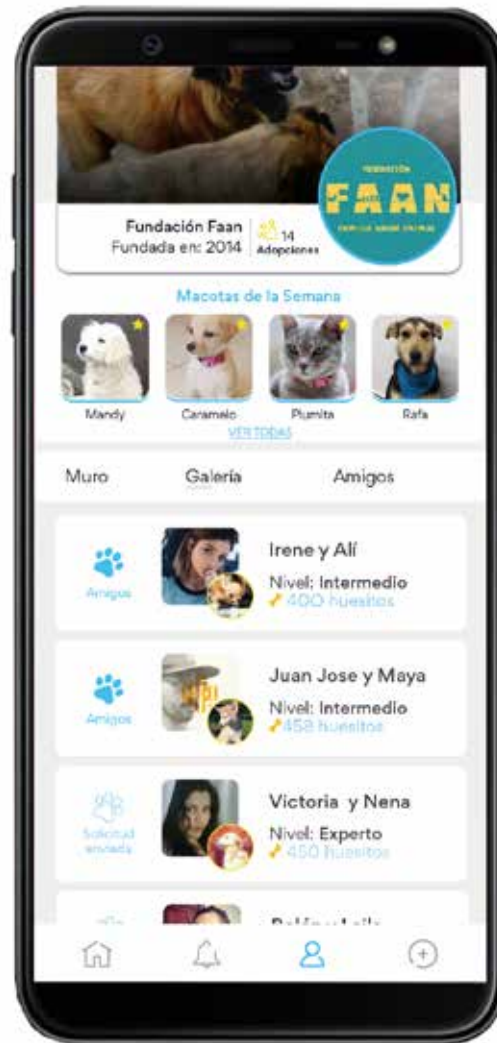 FUNDACIÓN
FAAN
Fundación Faan
Fundada en: 2014
14
Adopciones
Macotas de la Semana
Mandy
Caramelo
Plumita
Rafa
VER TODAS
Muro
Galería
Amigos
Irene y Alí
Amigos
Nivel: Intermedio
400 huesitos
Juan Jose y Maya
Amigos
Nivel: Intermedio
458 huesitos
Victoria y Nena
Solicitud
enviada
Nivel: Experto
450 huesitos